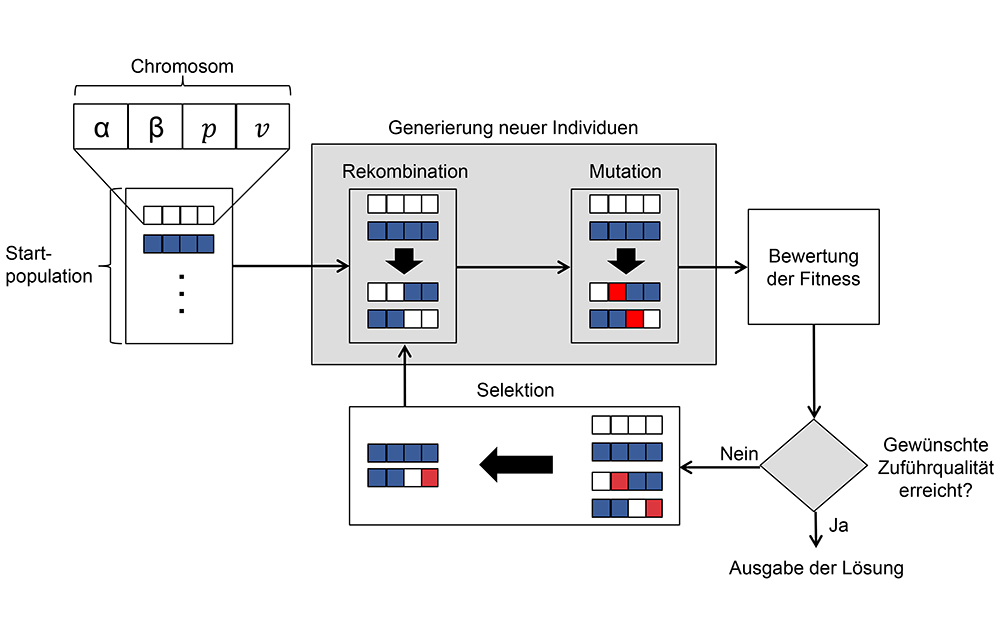 Chromosom
α β p v
Start-
population
Generierung neuer Individuen
Rekombination
Mutation
Bewertung
der Fitness
Selektion
Nein
Gewünschte
Zuführqualität
erreicht?
Ja
Ausgabe der Lösung